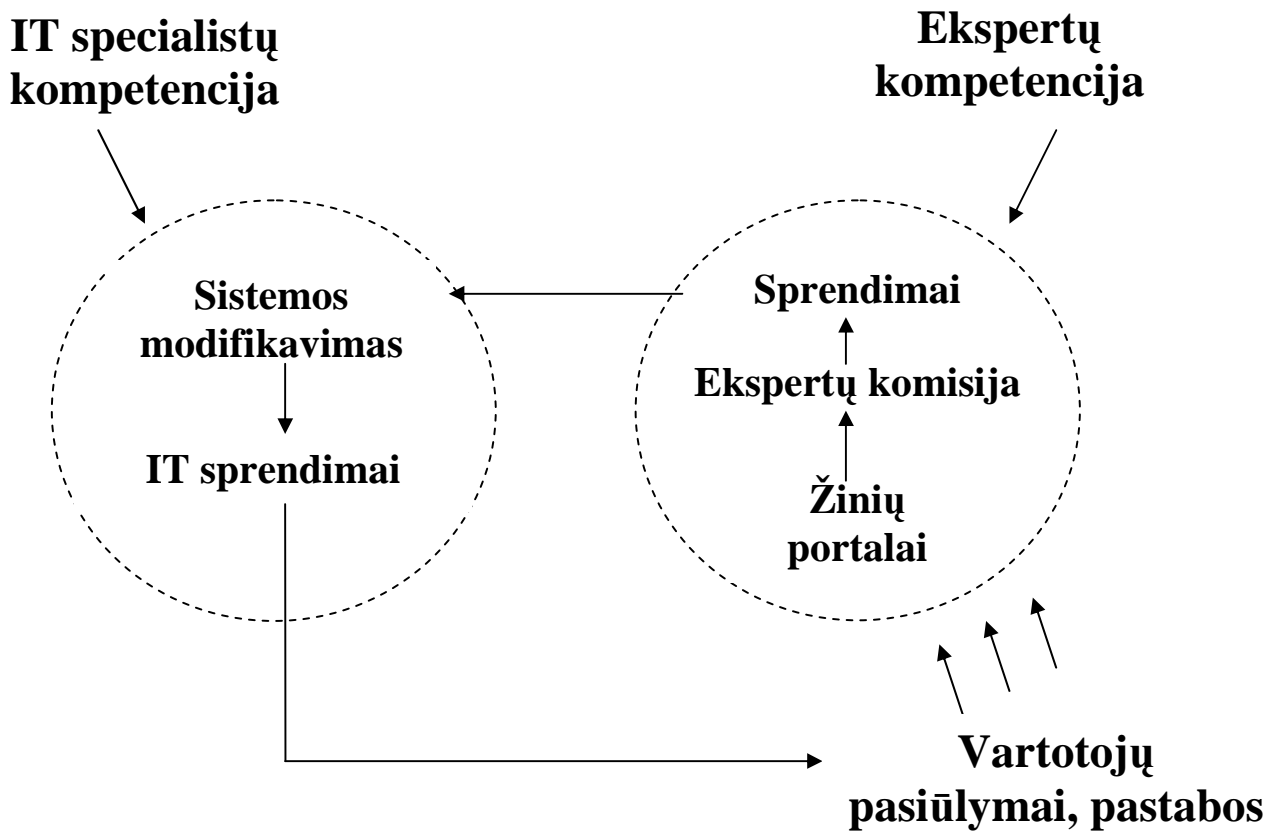 IT specialistų
kompetencija
Ekspertų
kompetencija
Sistemos
modifikavimas
IT sprendimai
Sprendimai
Ekspertų komisija
Žinių
portalai
Vartotojų
pasiūlymai, pastabos